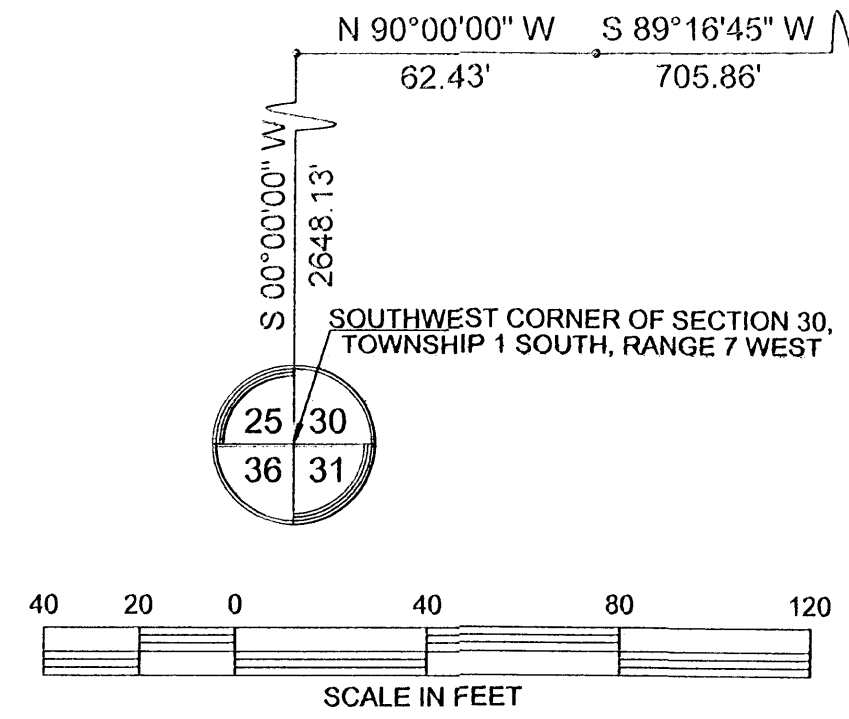 N 90°00'00" W S 89°16'45" W
62.43' 705.86'
S 00°00'00" W
2648.13'
SOUTHWEST CORNER OF SECTION 30,
TOWNSHIP 1 SOUTH, RANGE 7 WEST
25 30
36 31
40 20 0 40 80 120
SCALE IN FEET